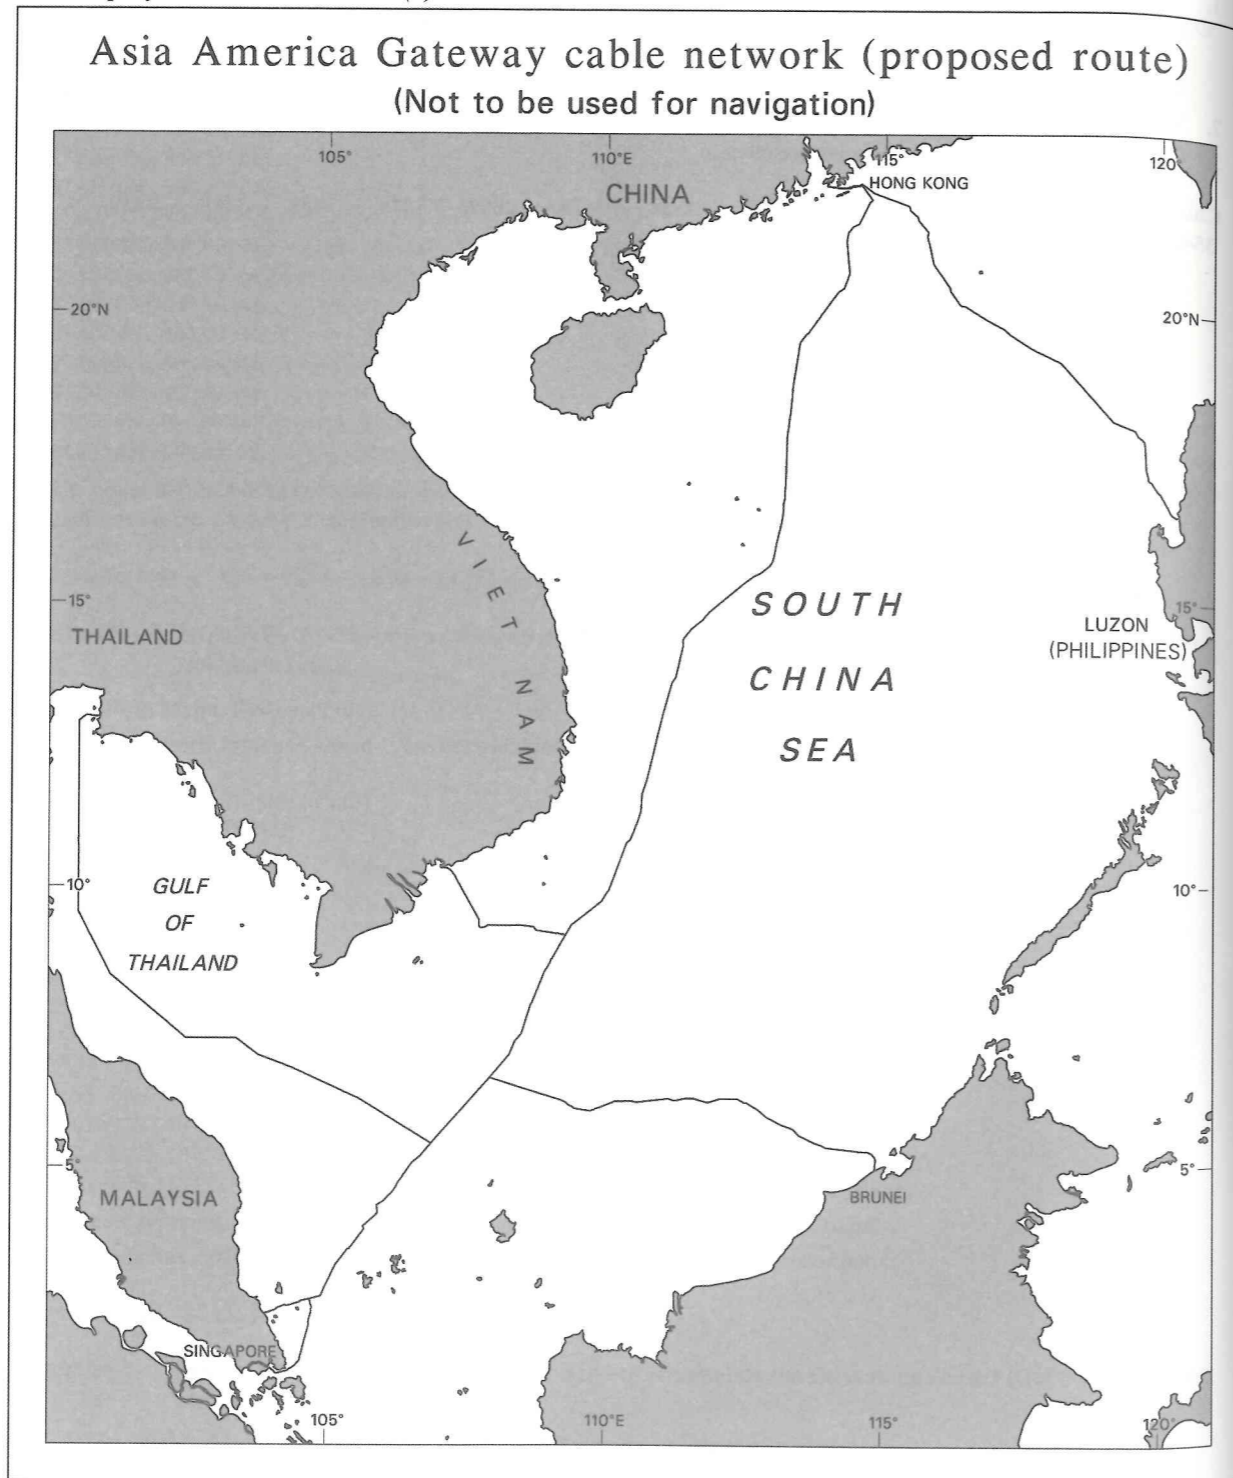 Asia America Gateway cable network (proposed route)
(Not to be used for navigation)
105°
110°E
115°
120°
CHINA
HONG KONG
20°N
20°N
VIET NAM
15°
SOUTH
CHINA
SEA
15°
THAILAND
LUZON
(PHILIPPINES)
10°
GULF
OF
THAILAND
10°
5°
5°
MALAYSIA
BRUNEI
SINGAPORE
105°
110°E
115°
120°